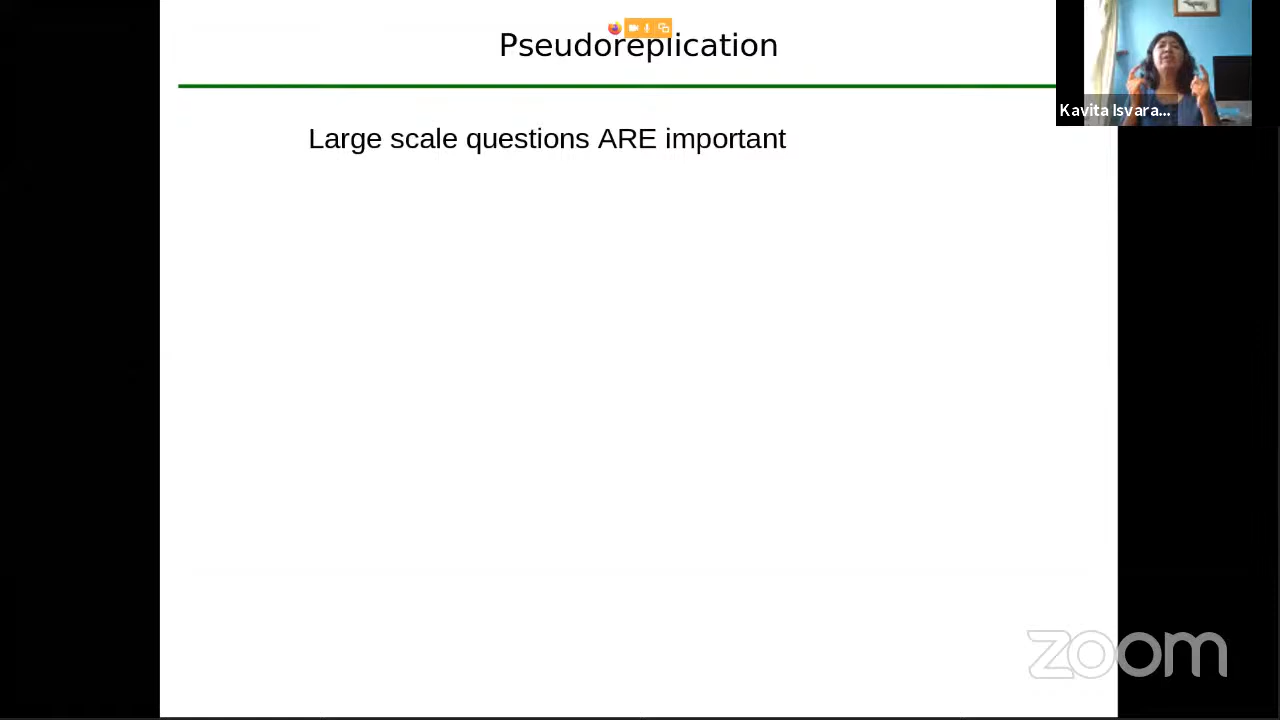 Pseudoreplication
Kavita Isvara...
Large scale questions ARE important
zoom